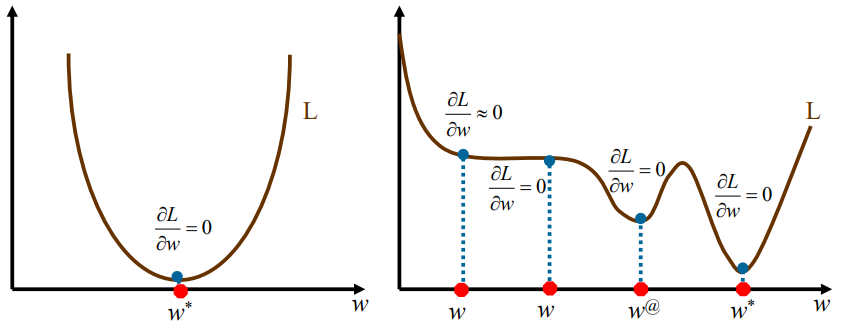 L
∂L/∂w = 0
w*
w
∂L/∂w ≈ 0
∂L/∂w = 0
∂L/∂w = 0
∂L/∂w = 0
L
w
w
w@
w*
w